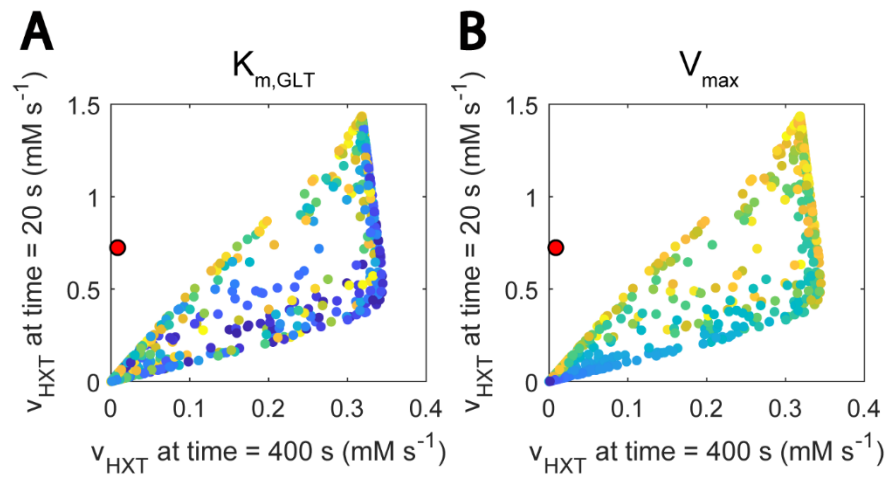 A
K_m,GLT
v_HXT at time = 20 s (mM s⁻¹)
1.5
1
0.5
0
0
0.1
0.2
0.3
0.4
v_HXT at time = 400 s (mM s⁻¹)
B
V_max
v_HXT at time = 20 s (mM s⁻¹)
1.5
1
0.5
0
0
0.1
0.2
0.3
0.4
v_HXT at time = 400 s (mM s⁻¹)